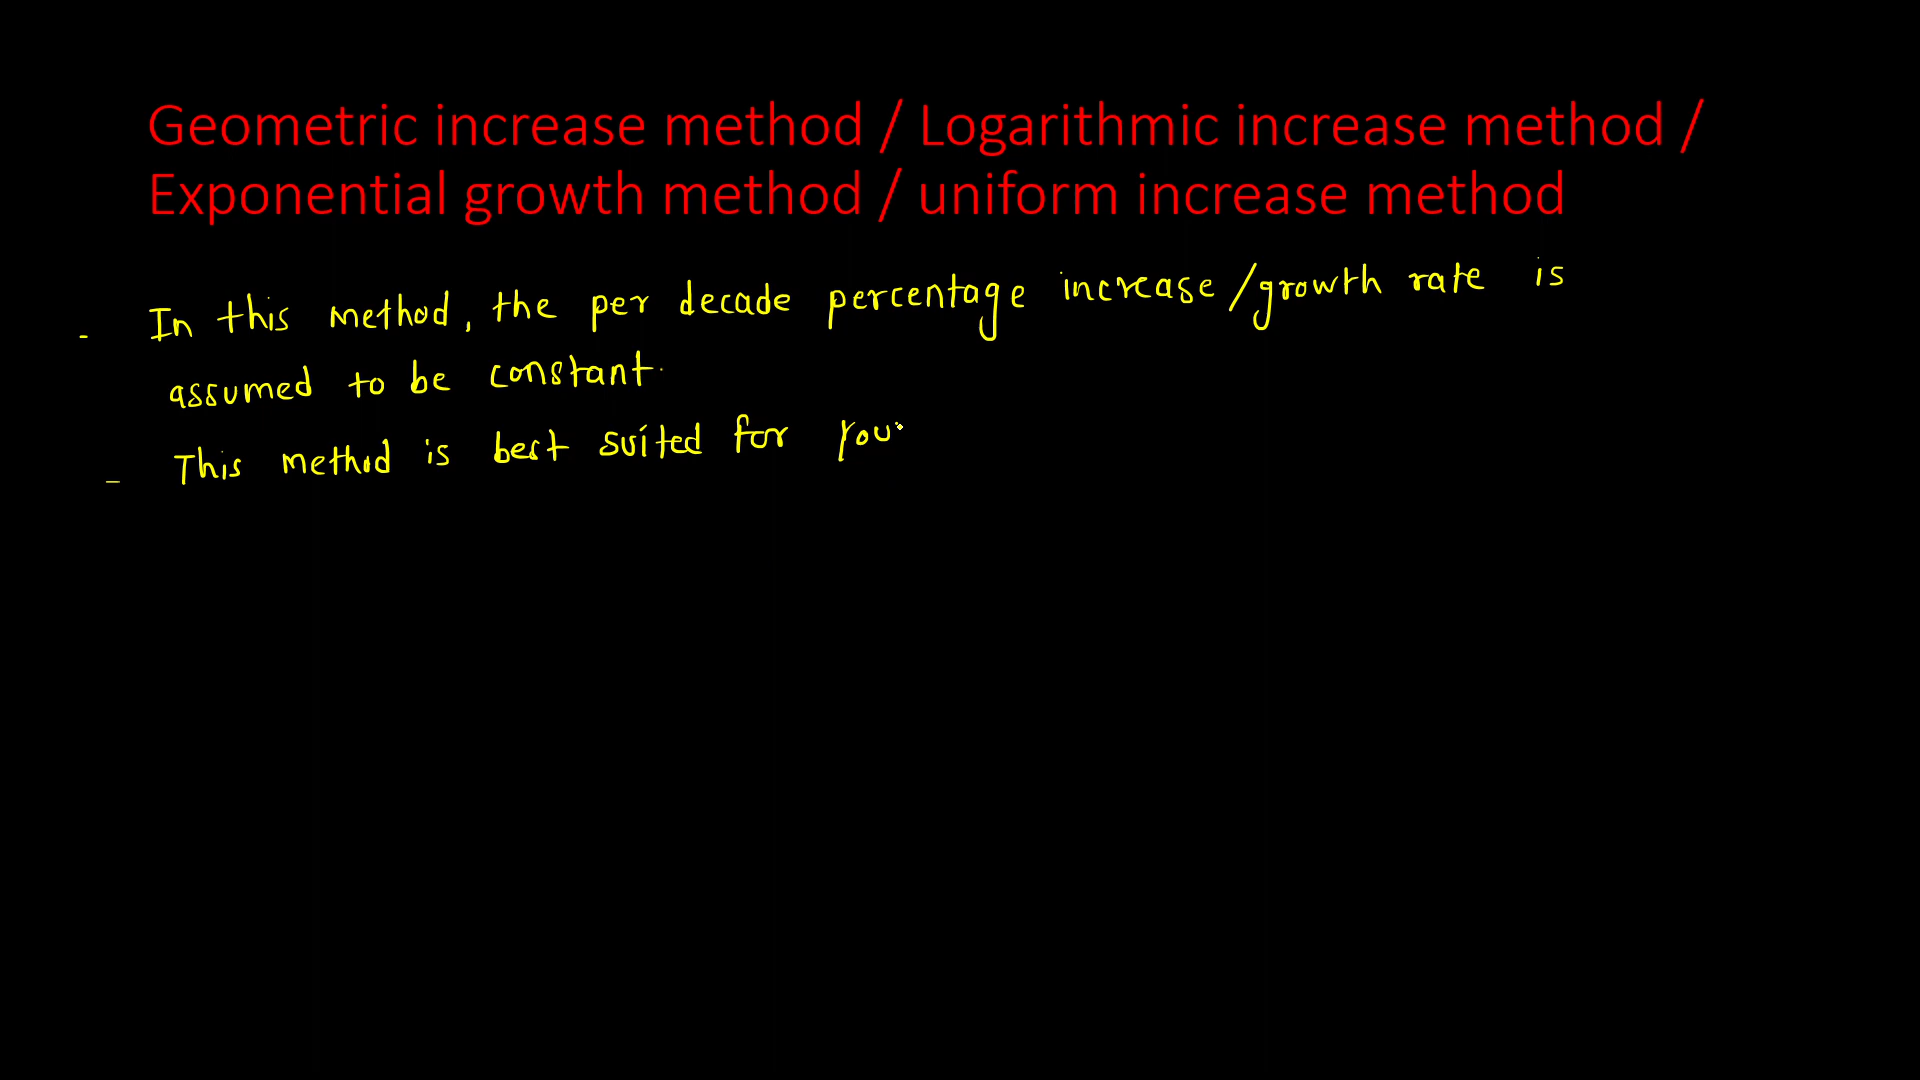 Geometric increase method / Logarithmic increase method /
Exponential growth method / uniform increase method
- In this method, the per decade percentage increase/growth rate is
assumed to be constant.
- This method is best suited for you